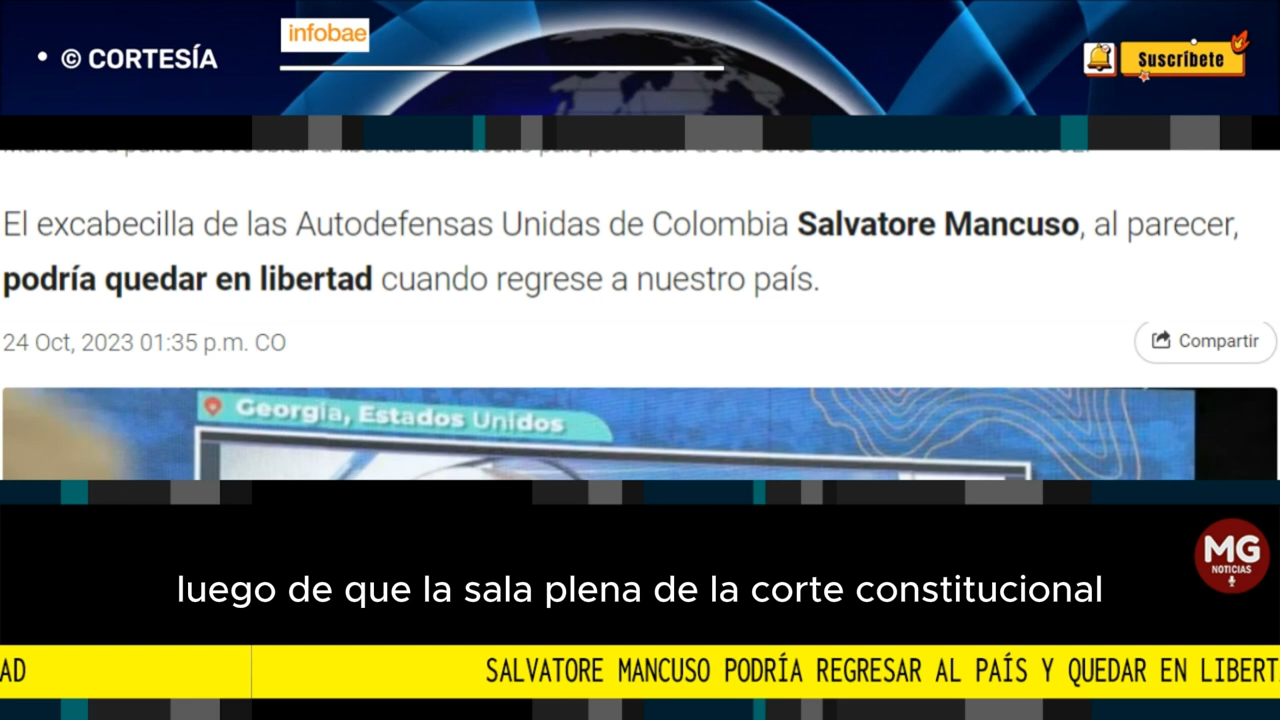 infobae
• © CORTESÍA
Suscríbete
El excabecilla de las Autodefensas Unidas de Colombia Salvatore Mancuso, al parecer,
podría quedar en libertad cuando regrese a nuestro país.
24 Oct, 2023 01:35 p.m. CO
Compartir
Georgia, Estados Unidos
MG
NOTICIAS
luego de que la sala plena de la corte constitucional
AD
SALVATORE MANCUSO PODRÍA REGRESAR AL PAÍS Y QUEDAR EN LIBERT